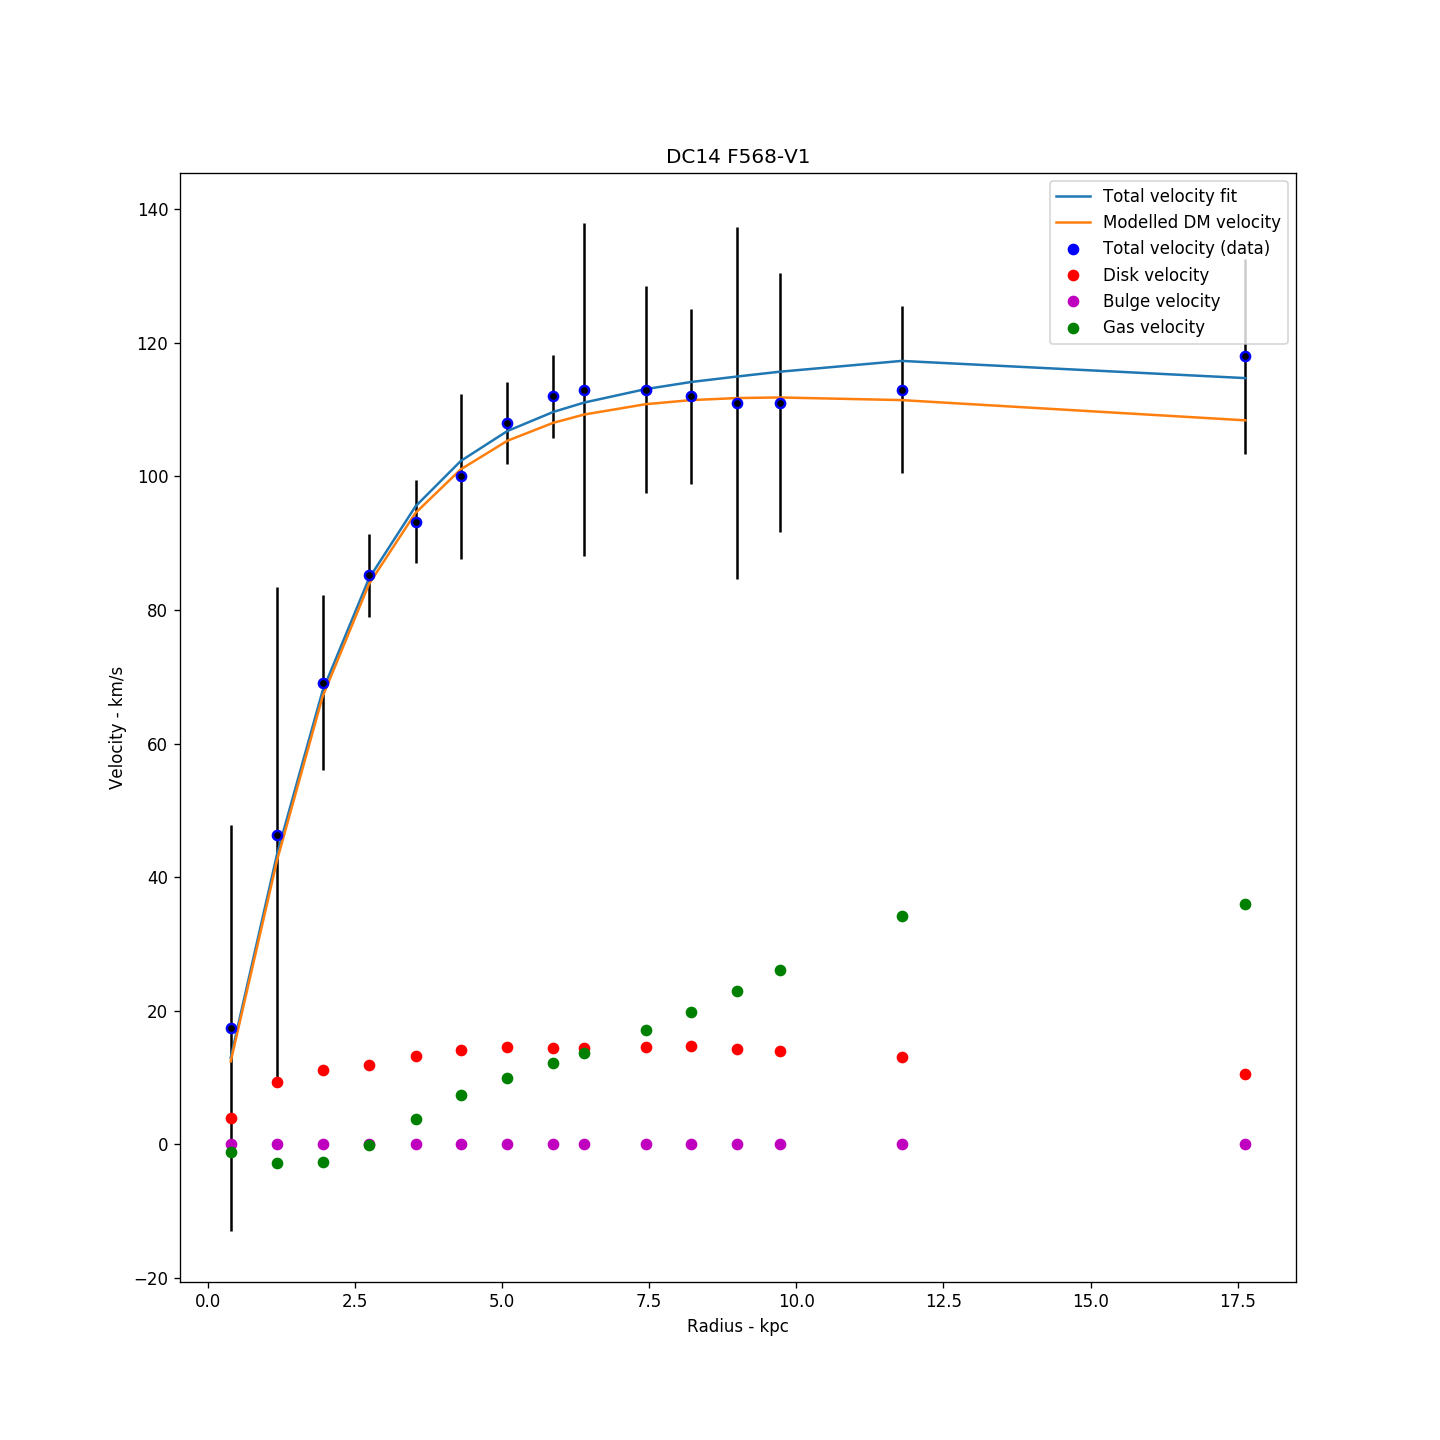 DC14 F568-V1
Total velocity fit
Modelled DM velocity
Total velocity (data)
Disk velocity
Bulge velocity
Gas velocity
140
120
100
80
60
40
20
0
−20
Velocity - km/s
0.0 2.5 5.0 7.5 10.0 12.5 15.0 17.5
Radius - kpc